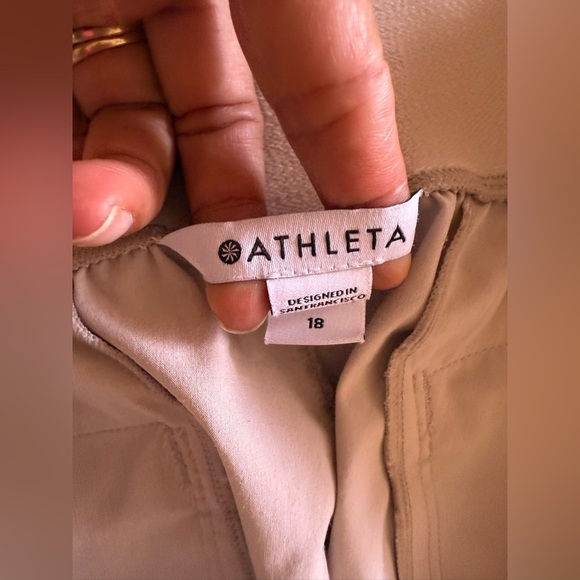 ATHLETA
DESIGNED IN
SAN FRANCISCO
18